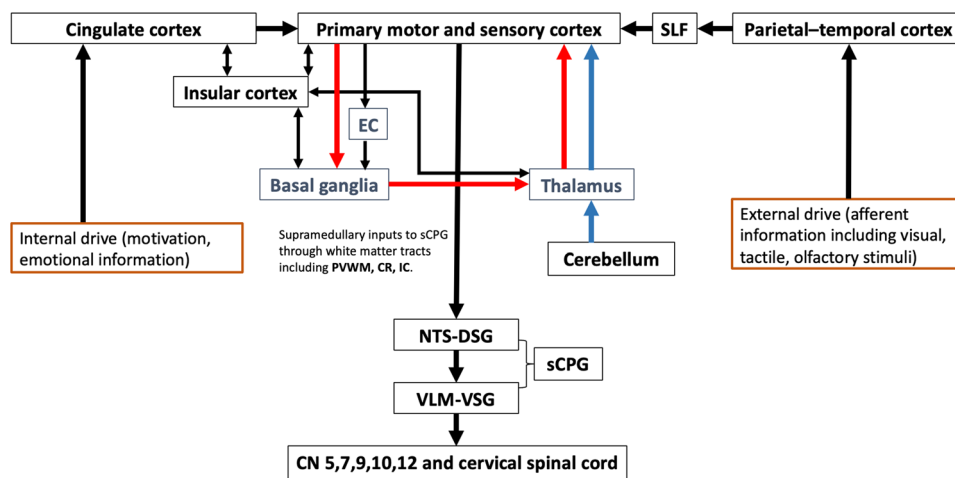 Cingulate cortex
Primary motor and sensory cortex
SLF
Parietal–temporal cortex
Insular cortex
EC
Basal ganglia
Thalamus
Internal drive (motivation,
emotional information)
Supramedullary inputs to sCPG
through white matter tracts
including PVWM, CR, IC.
Cerebellum
External drive (afferent
information including visual,
tactile, olfactory stimuli)
NTS-DSG
sCPG
VLM-VSG
CN 5,7,9,10,12 and cervical spinal cord